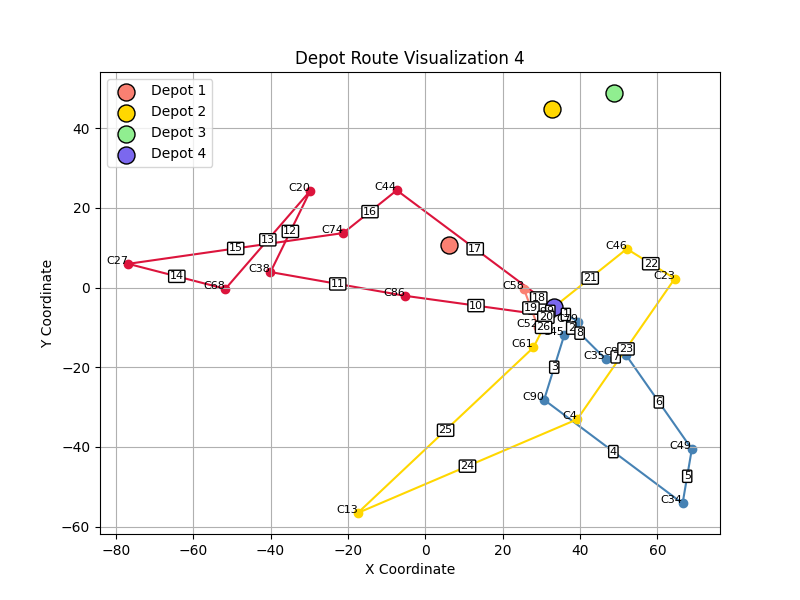 Depot Route Visualization 4
Depot 1
Depot 2
Depot 3
Depot 4
Y Coordinate
40
20
0
−20
−40
−60
−80
−60
−40
−20
0
20
40
60
X Coordinate
C20
C44
C74
C27
C68
C38
C86
C58
C46
C23
C61
C35
C90
C4
C49
C34
C13
10
11
12
13
14
15
16
17
18
19
20
21
22
23
24
25
26
3
4
5
6
7
8